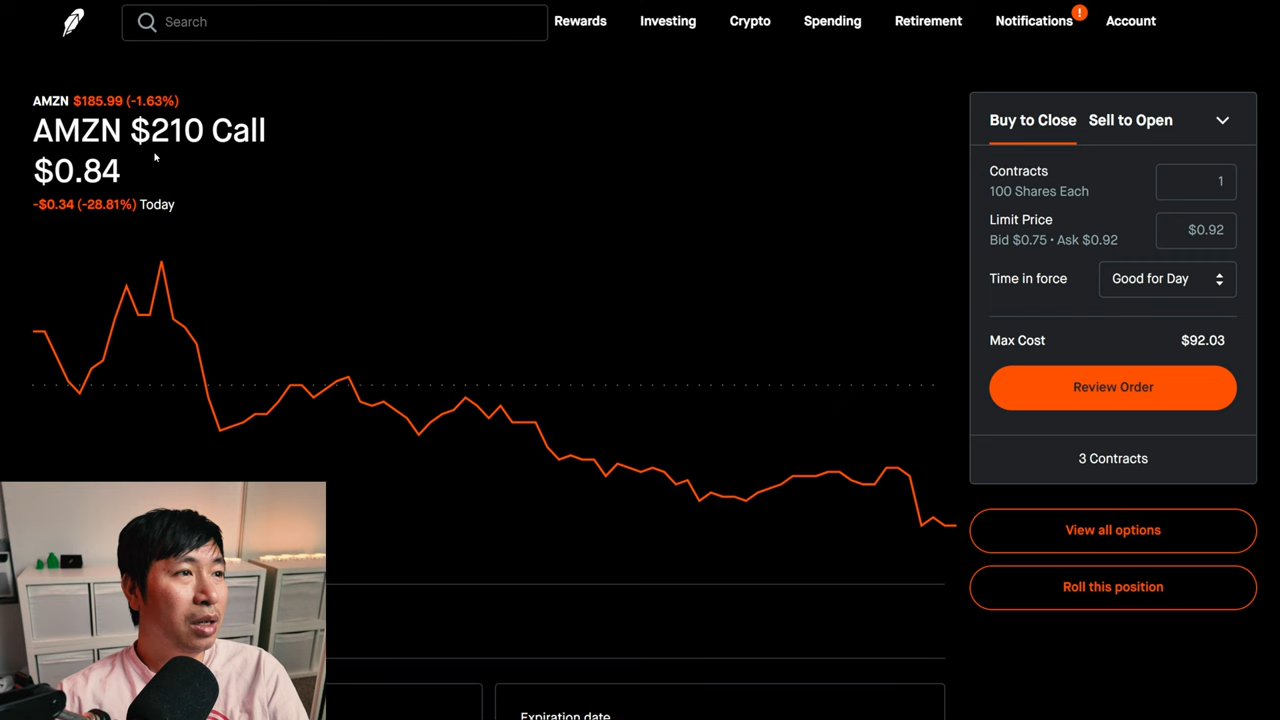 Search
Rewards
Investing
Crypto
Spending
Retirement
Notifications
!
Account
AMZN $185.99 (-1.63%)
AMZN $210 Call
$0.84
-$0.34 (-28.81%) Today
Buy to Close
Sell to Open
Contracts
100 Shares Each
1
Limit Price
Bid $0.75 • Ask $0.92
$0.92
Time in force
Good for Day
Max Cost
$92.03
Review Order
3 Contracts
View all options
Roll this position
Expiration date